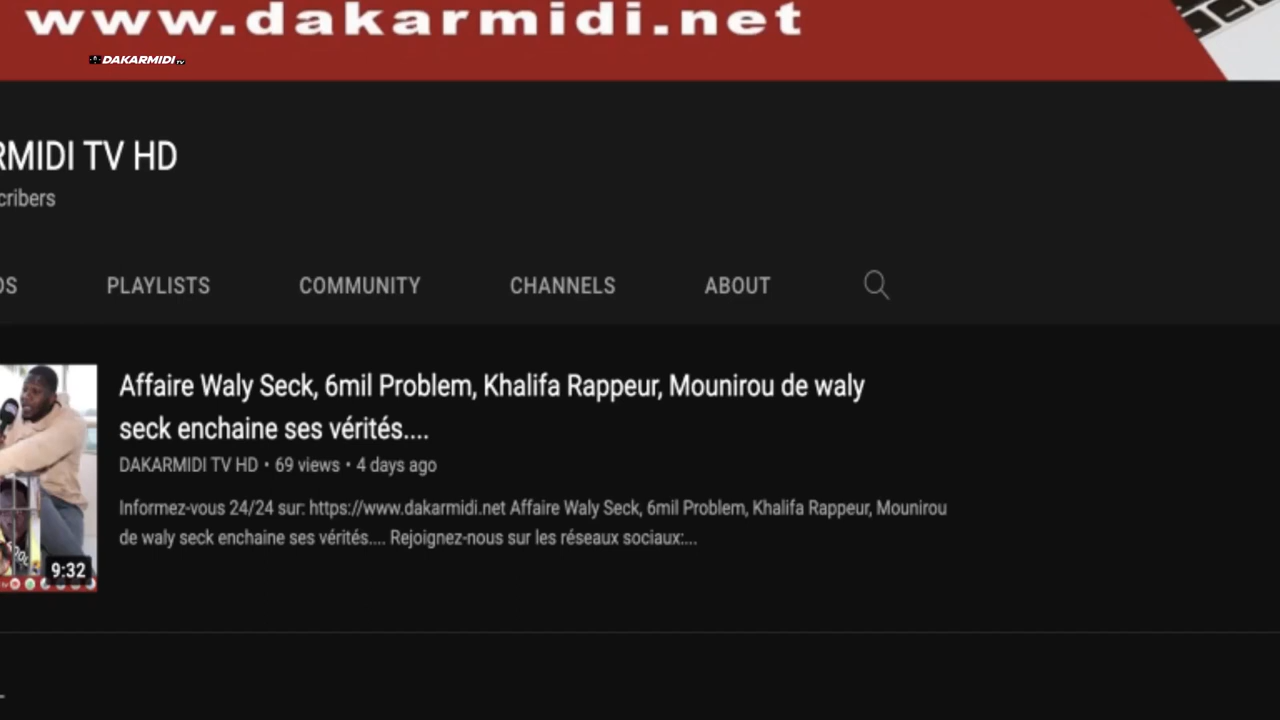 www.dakarmidi.net
DAKARMIDI TV
RMIDI TV HD
cribers
OS
PLAYLISTS
COMMUNITY
CHANNELS
ABOUT
Affaire Waly Seck, 6mil Problem, Khalifa Rappeur, Mounirou de waly
seck enchaine ses vérités....
DAKARMIDI TV HD • 69 views • 4 days ago
Informez-vous 24/24 sur: https://www.dakarmidi.net Affaire Waly Seck, 6mil Problem, Khalifa Rappeur, Mounirou
de waly seck enchaine ses vérités.... Rejoignez-nous sur les réseaux sociaux:...
9:32